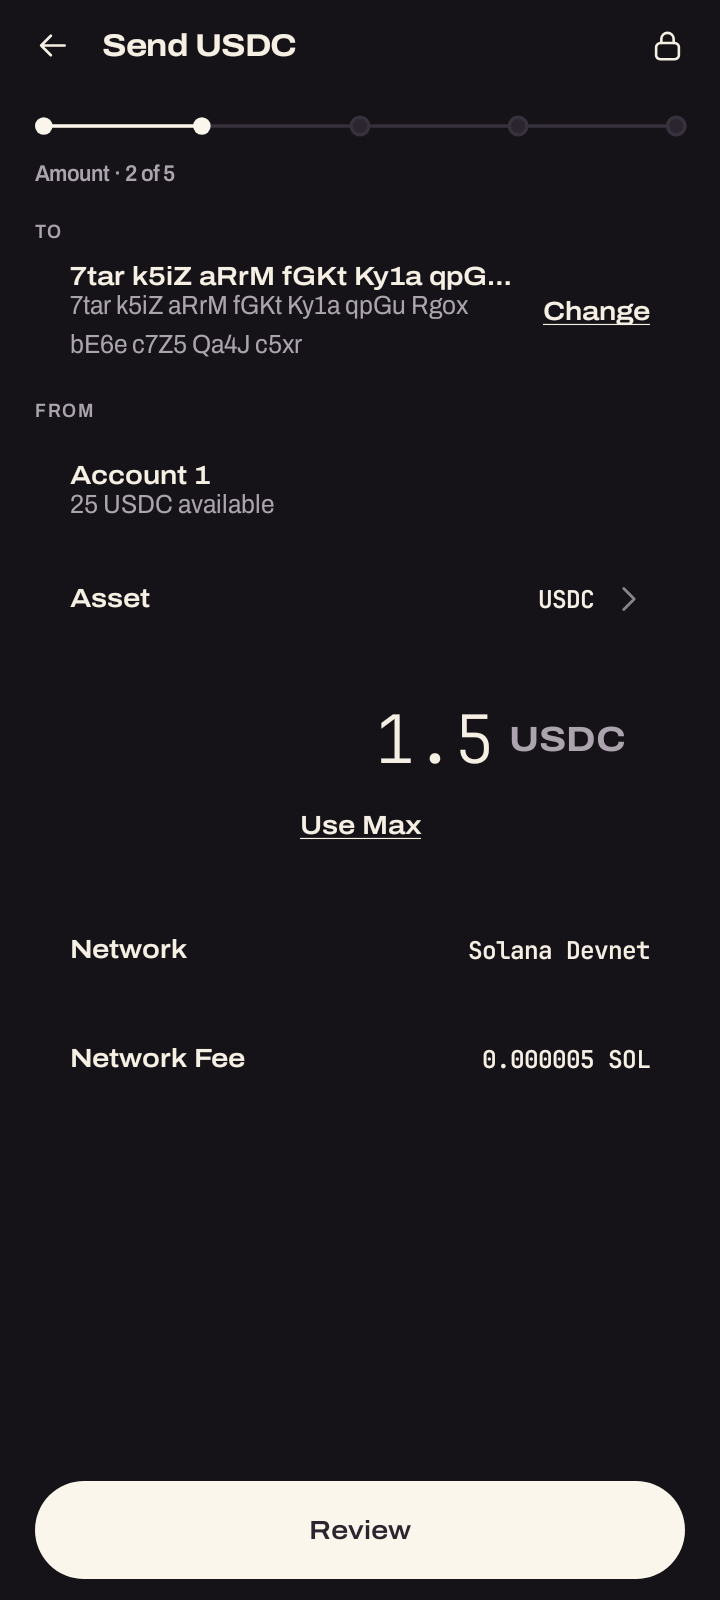 Send USDC
Amount · 2 of 5
TO
7tar k5iZ aRrM fGKt Ky1a qpG...
7tar k5iZ aRrM fGKt Ky1a qpGu Rgox
bE6e c7Z5 Qa4J c5xr
Change
FROM
Account 1
25 USDC available
Asset USDC
1.5 USDC
Use Max
Network Solana Devnet
Network Fee 0.000005 SOL
Review